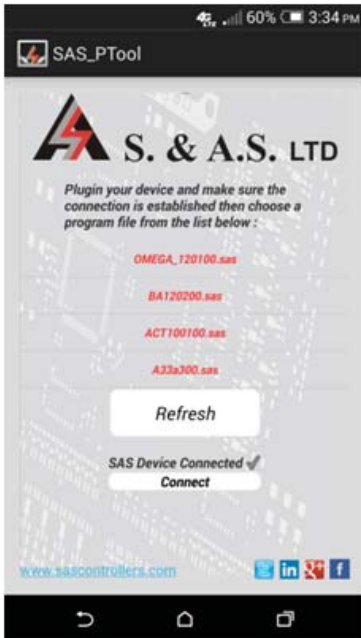 4G LTE 60% 3:34 PM
SAS_PTool
S. & A.S. LTD
Plugin your device and make sure the
connection is established then choose a
program file from the list below :
OMEGA_120100.sas
BA120200.sas
ACT100100.sas
A33a300.sas
Refresh
SAS Device Connected
Connect
www.sascontrollers.com
in g+ f